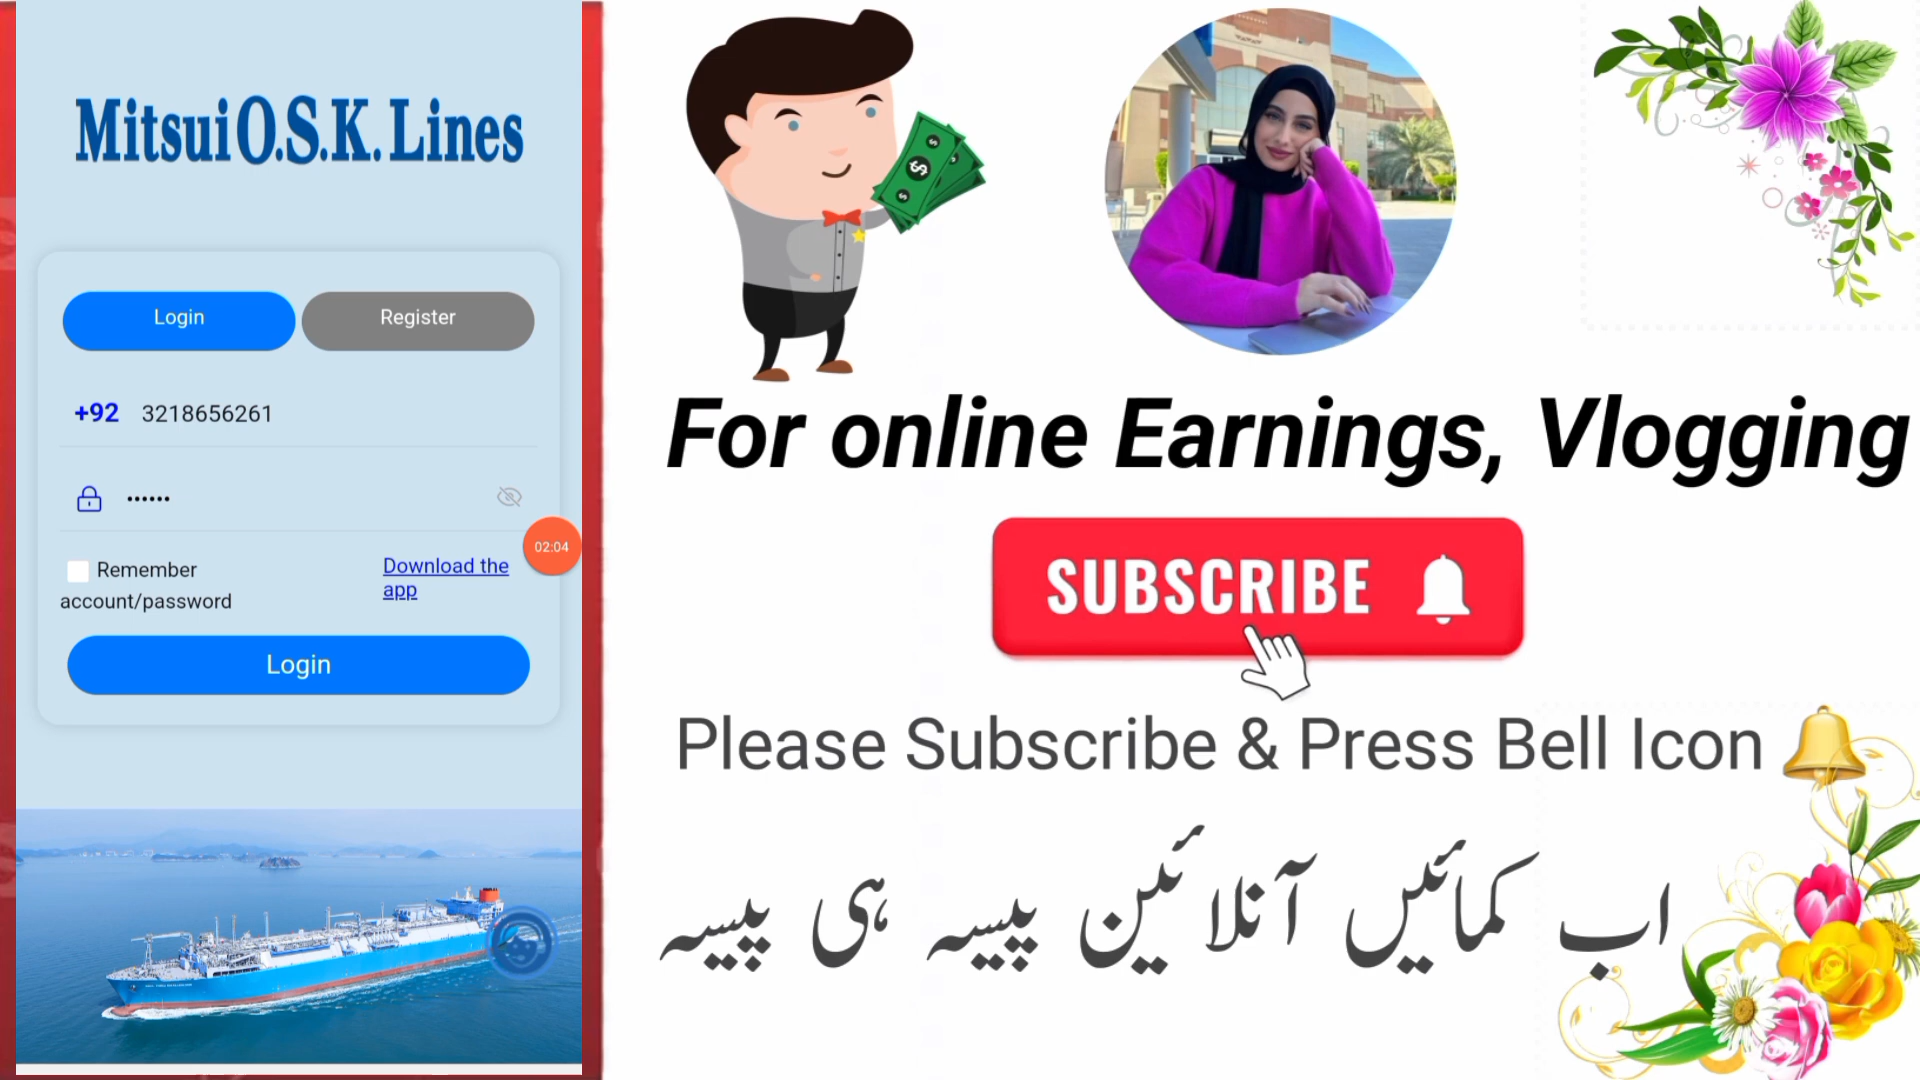 Mitsui O.S.K. Lines
Login
Register
+92 3218656261
••••••
Remember account/password
Download the app
02:04
Login
For online Earnings, Vlogging
SUBSCRIBE
Please Subscribe & Press Bell Icon
اب کمائیں آنلائین پیسہ ہی پیسہ